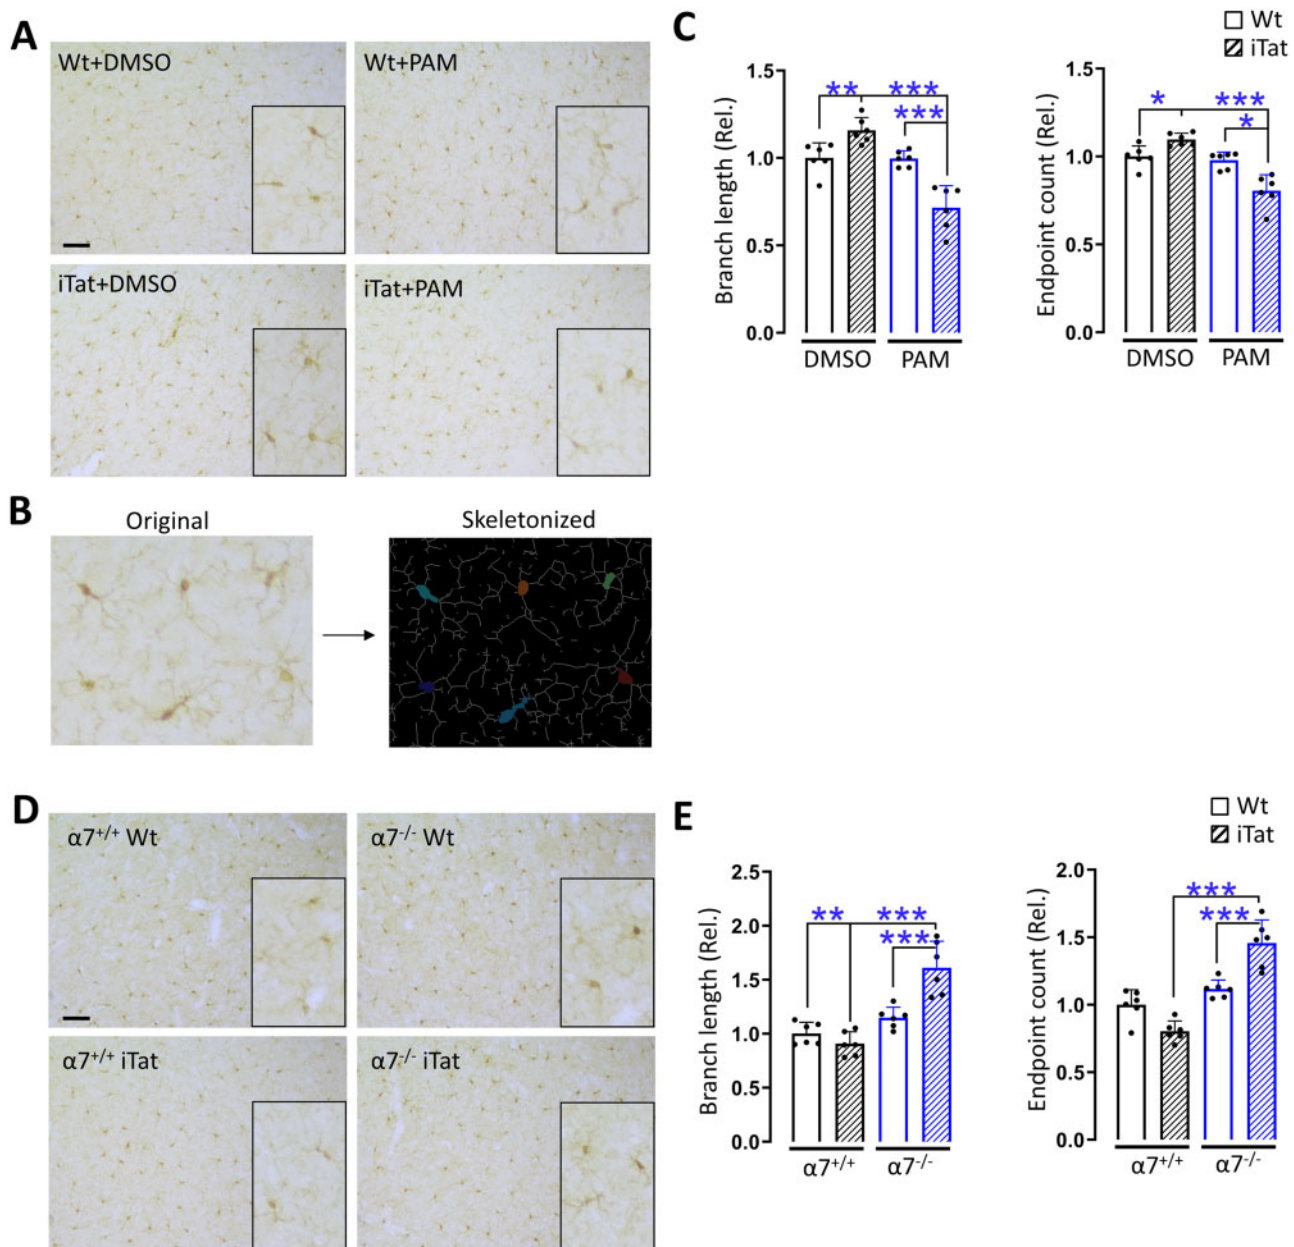 A
Wt+DMSO
Wt+PAM
iTat+DMSO
iTat+PAM
B
Original
Skeletonized
C
Wt
iTat
Branch length (Rel.)
1.5
1.0
0.5
0.0
** ***
***
DMSO PAM
Endpoint count (Rel.)
1.5
1.0
0.5
0.0
* ***
*
DMSO PAM
D
α7+/+ Wt
α7-/- Wt
α7+/+ iTat
α7-/- iTat
E
Wt
iTat
Branch length (Rel.)
2.5
2.0
1.5
1.0
0.5
0.0
** ***
***
α7+/+ α7-/-
Endpoint count (Rel.)
2.0
1.5
1.0
0.5
0.0
***
***
α7+/+ α7-/-